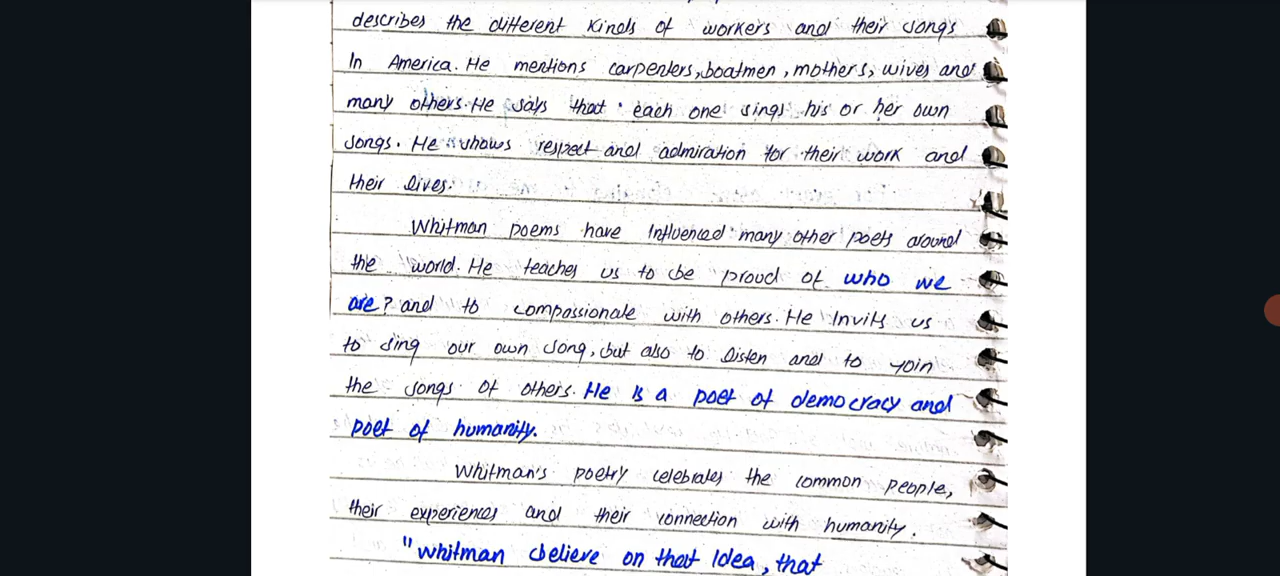 describes the different kinds of workers and their songs
In America. He mentions carpenters, boatmen, mothers, wives and
many others. He says that each one sings his or her own
songs. He shows respect and admiration for their work and
their lives.
Whitman poems have Influenced many other poets around
the world. He teaches us to be proud of who we
are? and to compassionate with others. He Invits us
to sing our own song, but also to listen and to yoin
the songs of others. He is a poet of democracy and
poet of humanity.
Whitman's poetry celebrates the common people,
their experiences and their connection with humanity.
"Whitman believe on that Idea, that